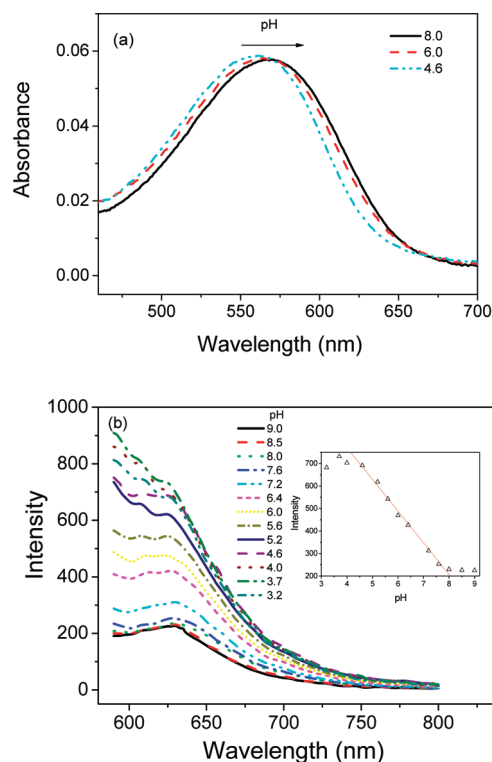 (a)
pH
8.0
6.0
4.6
0.06
0.04
0.02
0.00
Absorbance
500 550 600 650 700
Wavelength (nm)
(b)
pH
9.0
8.5
8.0
7.6
7.2
6.4
6.0
5.6
5.2
4.6
4.0
3.7
3.2
1000
800
600
400
200
0
Intensity
600 650 700 750 800
Wavelength (nm)
700
600
500
400
300
200
Intensity
3 4 5 6 7 8 9
pH